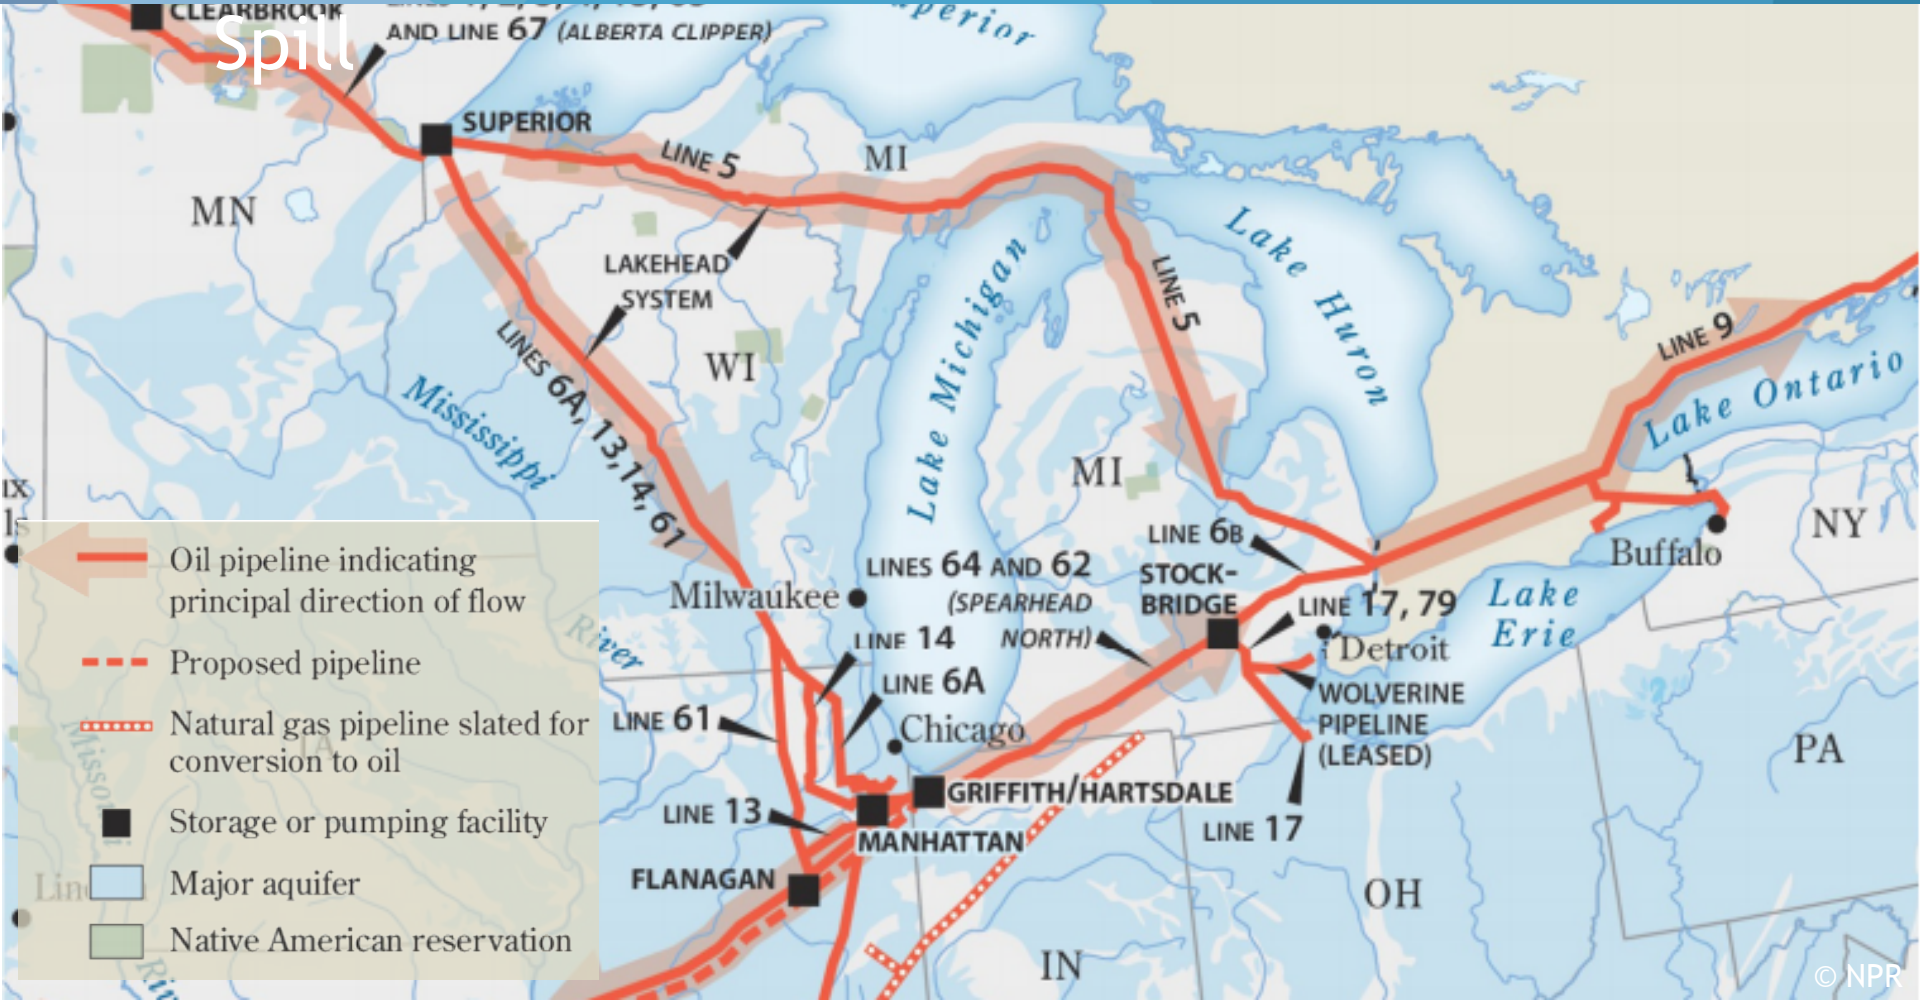 CLEARBROOK
Spill
AND LINE 67 (ALBERTA CLIPPER)
SUPERIOR
LINE 5
MI
MN
LAKEHEAD
SYSTEM
LINE 5
Lake Huron
Lake Michigan
LINES 6A, 13,14, 61
WI
Mississippi
LINE 9
Lake Ontario
MI
NY
Buffalo
LINE 6B
STOCK-
BRIDGE
LINES 64 AND 62
(SPEARHEAD
NORTH)
LINE 17, 79
Lake
Erie
Detroit
Milwaukee
River
LINE 14
LINE 6A
LINE 61
Chicago
WOLVERINE
PIPELINE
(LEASED)
PA
GRIFFITH/HARTSDALE
LINE 13
LINE 17
MANHATTAN
FLANAGAN
OH
IN
Oil pipeline indicating
principal direction of flow
Proposed pipeline
Natural gas pipeline slated for
conversion to oil
IA
Storage or pumping facility
Major aquifer
Native American reservation
© NPR